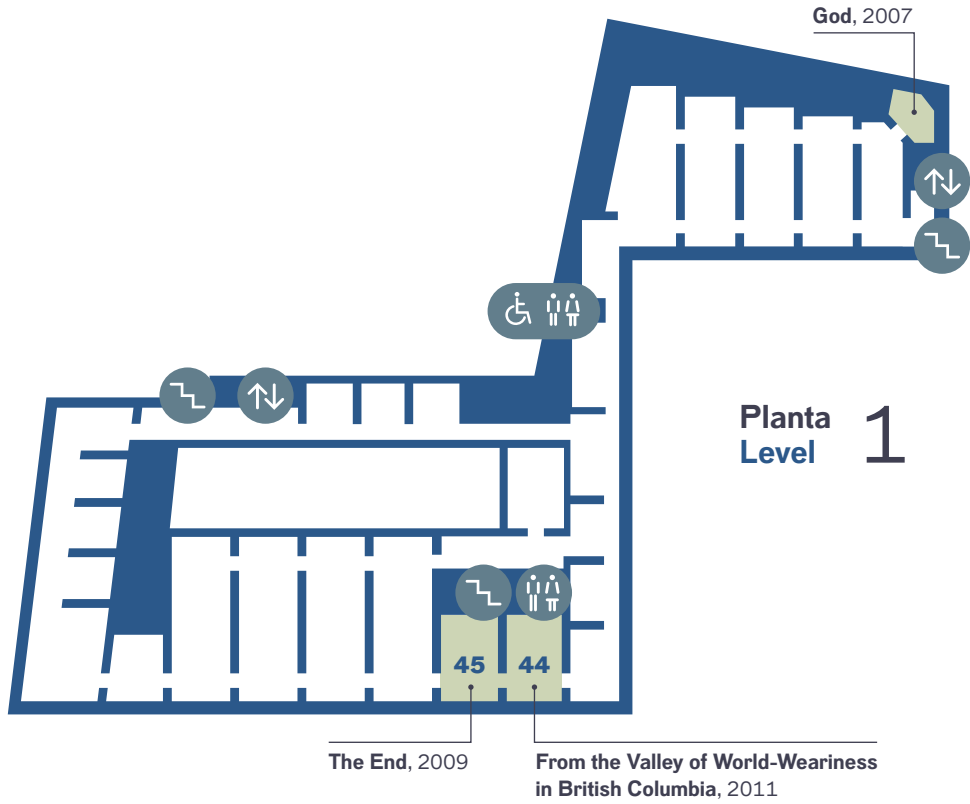 God, 2007
Planta
Level
1
45
44
The End, 2009
From the Valley of World-Weariness
in British Columbia, 2011